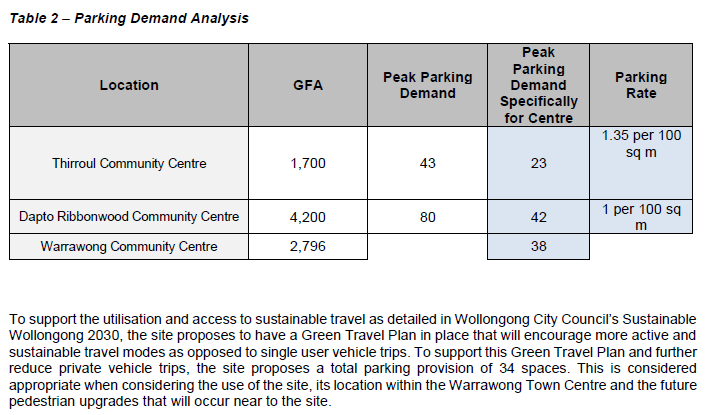 Table 2 – Parking Demand Analysis
Location GFA Peak Parking Demand Peak Parking Demand Specifically for Centre Parking Rate
Thirroul Community Centre 1,700 43 23 1.35 per 100 sq m
Dapto Ribbonwood Community Centre 4,200 80 42 1 per 100 sq m
Warrawong Community Centre 2,796 38
To support the utilisation and access to sustainable travel as detailed in Wollongong City Council's Sustainable
Wollongong 2030, the site proposes to have a Green Travel Plan in place that will encourage more active and
sustainable travel modes as opposed to single user vehicle trips. To support this Green Travel Plan and further
reduce private vehicle trips, the site proposes a total parking provision of 34 spaces. This is considered
appropriate when considering the use of the site, its location within the Warrawong Town Centre and the future
pedestrian upgrades that will occur near to the site.